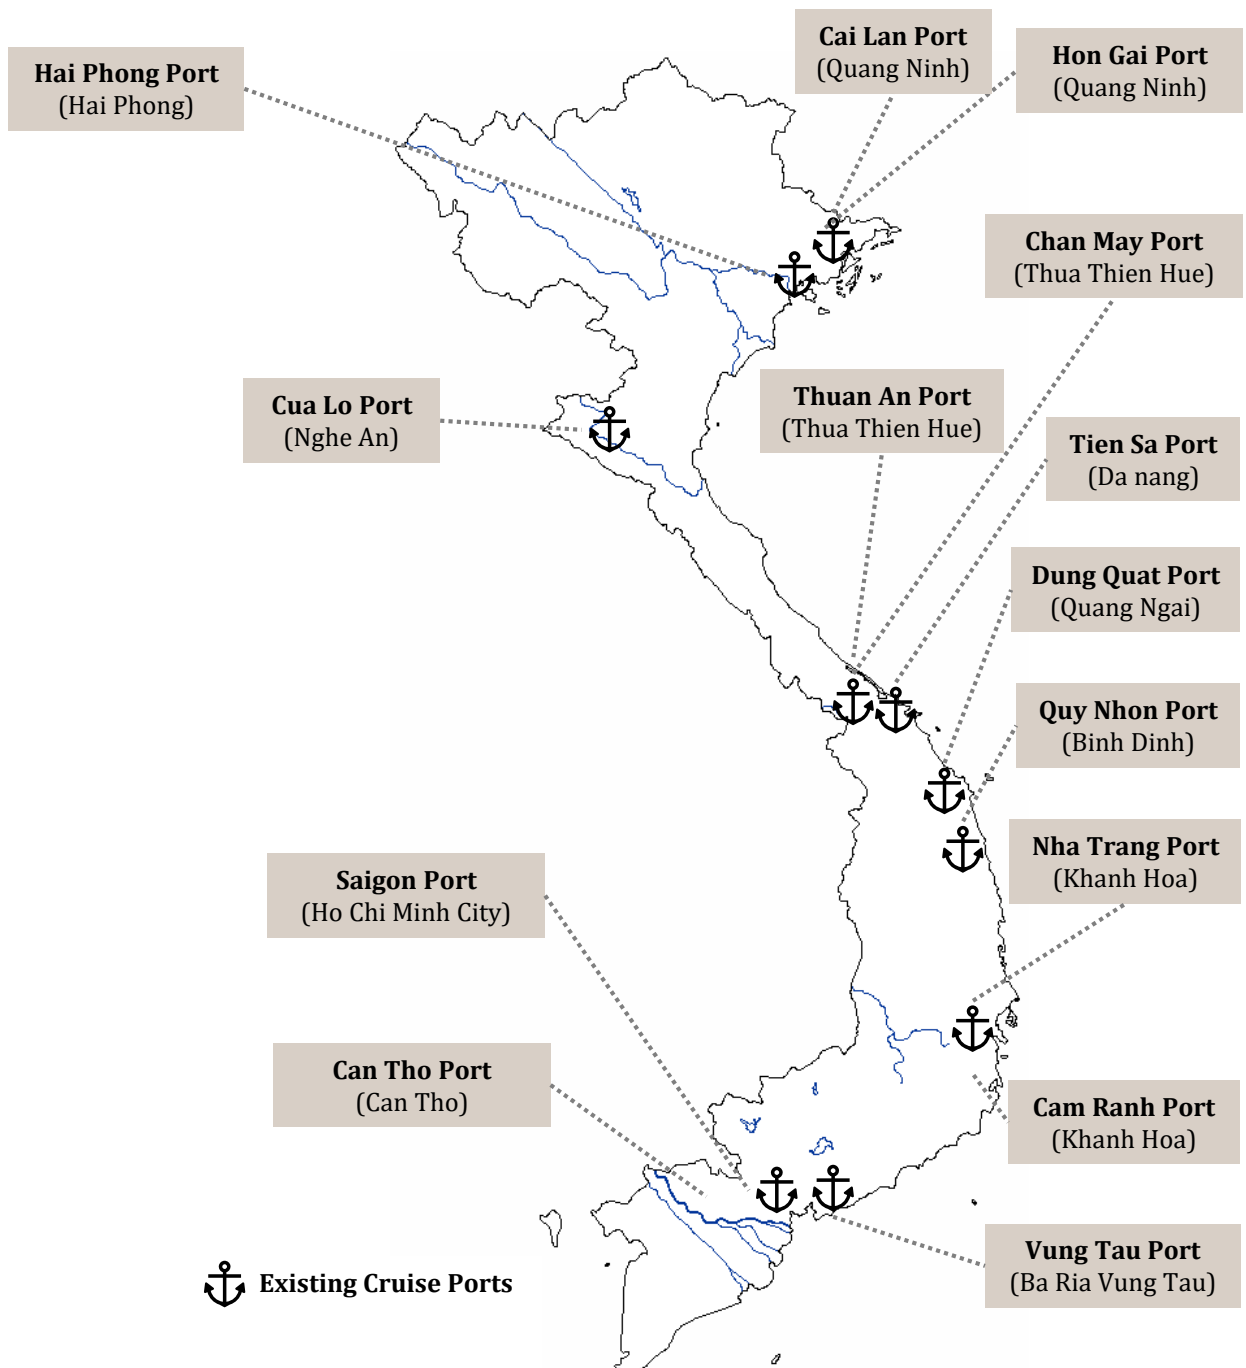 Cai Lan Port
(Quang Ninh)
Hon Gai Port
(Quang Ninh)
Hai Phong Port
(Hai Phong)
Chan May Port
(Thua Thien Hue)
Thuan An Port
(Thua Thien Hue)
Cua Lo Port
(Nghe An)
Tien Sa Port
(Da nang)
Dung Quat Port
(Quang Ngai)
Quy Nhon Port
(Binh Dinh)
Nha Trang Port
(Khanh Hoa)
Saigon Port
(Ho Chi Minh City)
Can Tho Port
(Can Tho)
Cam Ranh Port
(Khanh Hoa)
Vung Tau Port
(Ba Ria Vung Tau)
Existing Cruise Ports